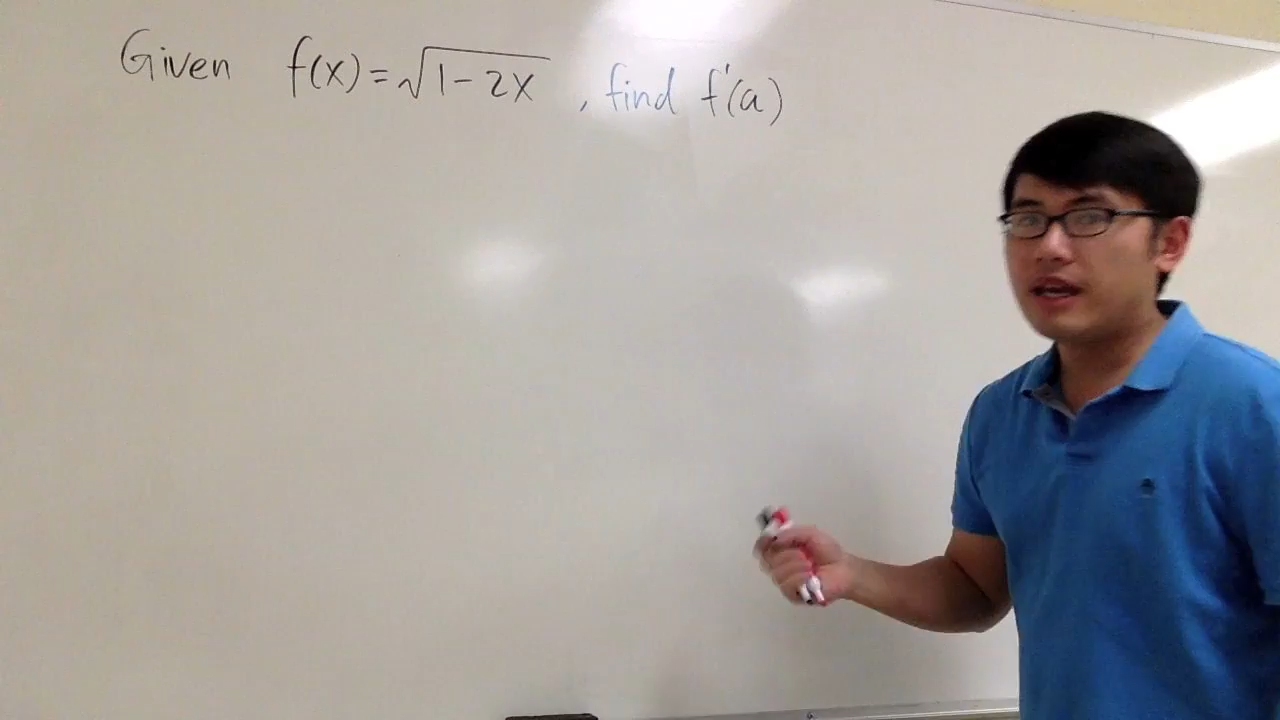 Given f(x)=√1-2x , find f'(a)